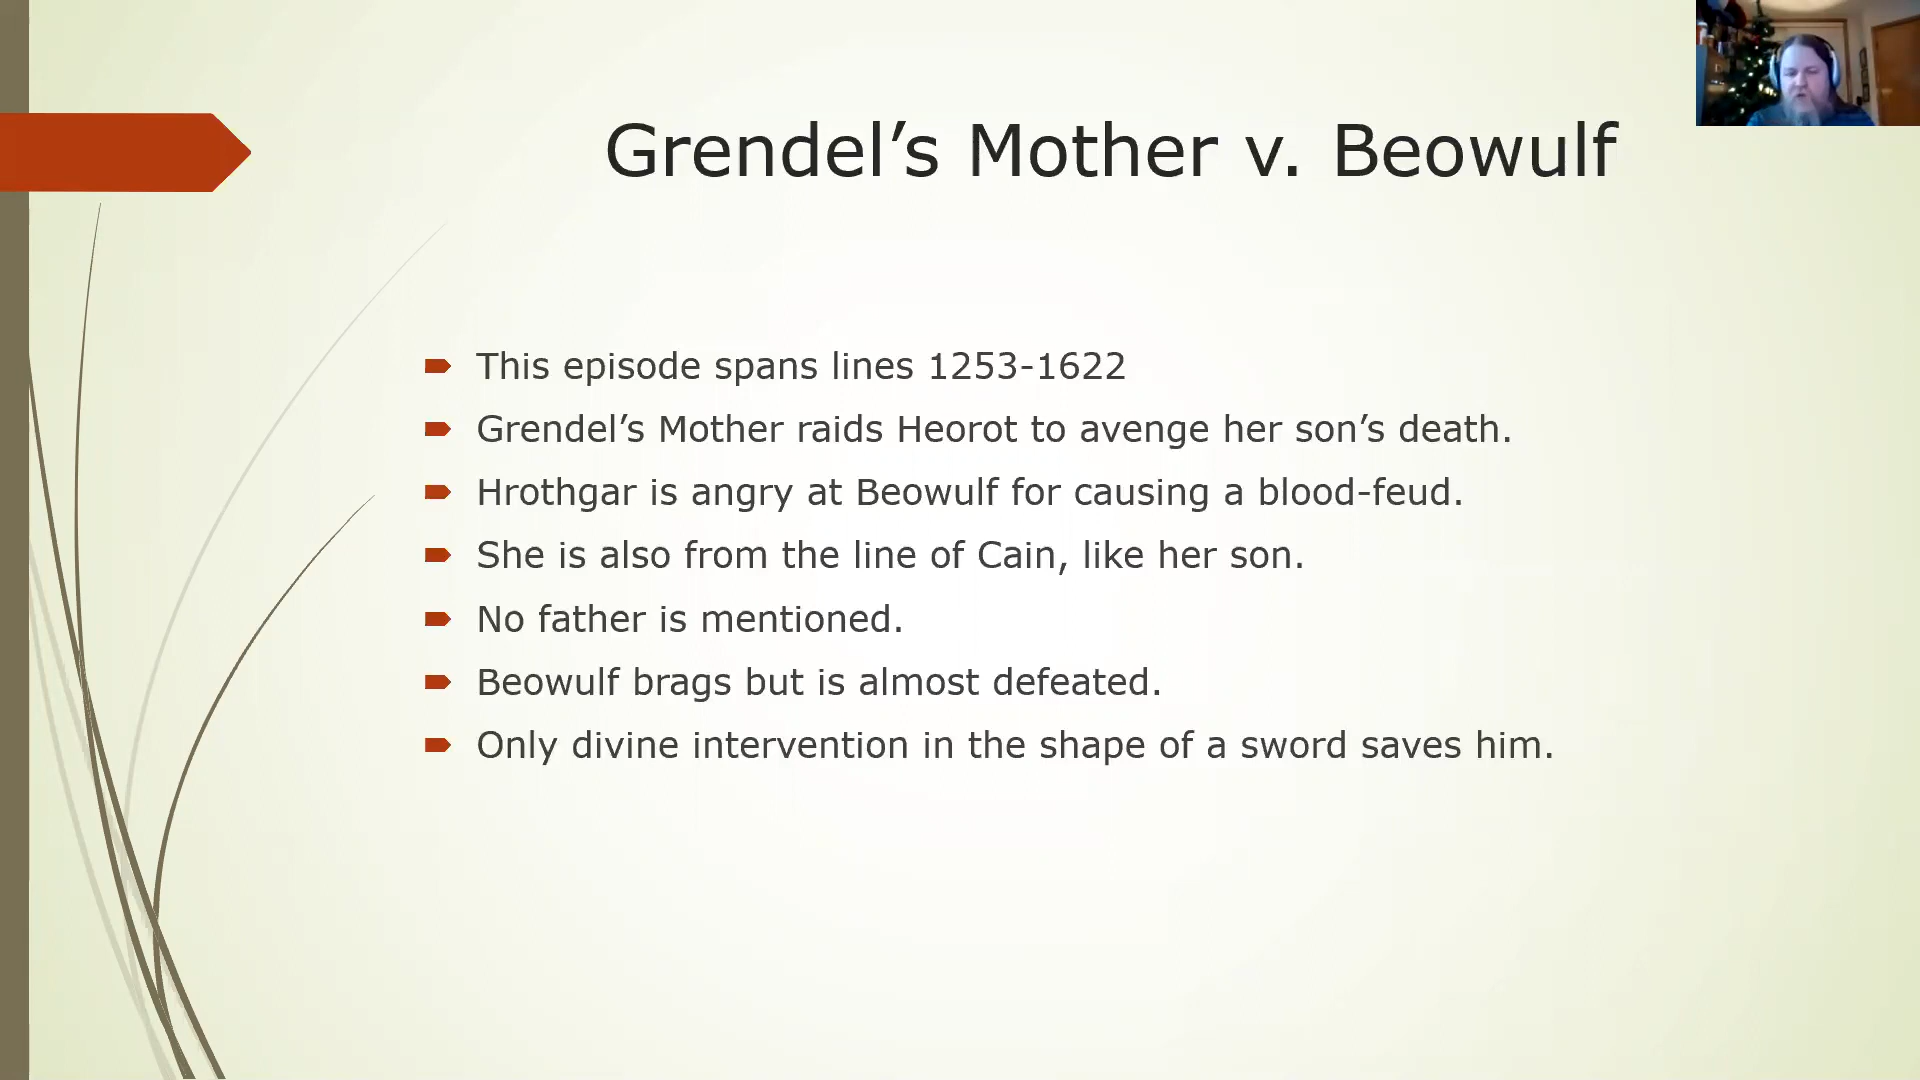 Grendel’s Mother v. Beowulf
This episode spans lines 1253-1622
Grendel’s Mother raids Heorot to avenge her son’s death.
Hrothgar is angry at Beowulf for causing a blood-feud.
She is also from the line of Cain, like her son.
No father is mentioned.
Beowulf brags but is almost defeated.
Only divine intervention in the shape of a sword saves him.